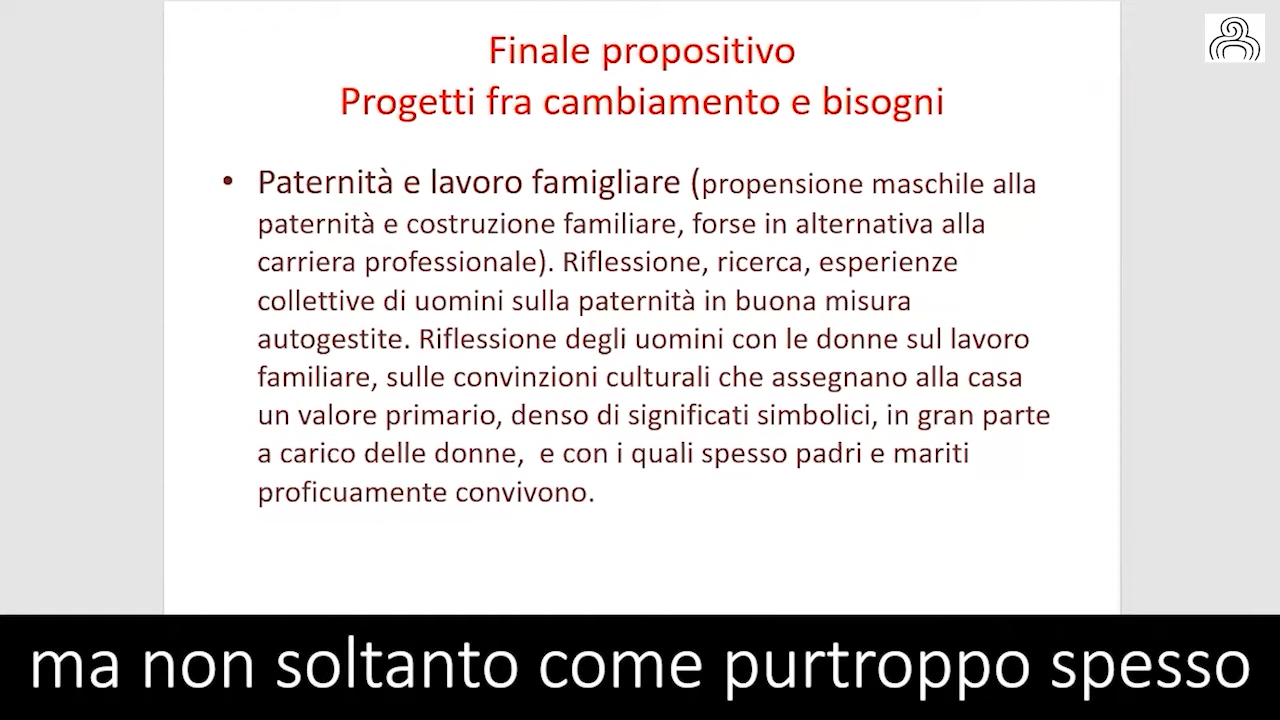 Finale propositivo
Progetti fra cambiamento e bisogni
• Paternità e lavoro famigliare (propensione maschile alla
paternità e costruzione familiare, forse in alternativa alla
carriera professionale). Riflessione, ricerca, esperienze
collettive di uomini sulla paternità in buona misura
autogestite. Riflessione degli uomini con le donne sul lavoro
familiare, sulle convinzioni culturali che assegnano alla casa
un valore primario, denso di significati simbolici, in gran parte
a carico delle donne,  e con i quali spesso padri e mariti
proficuamente convivono.
ma non soltanto come purtroppo spesso